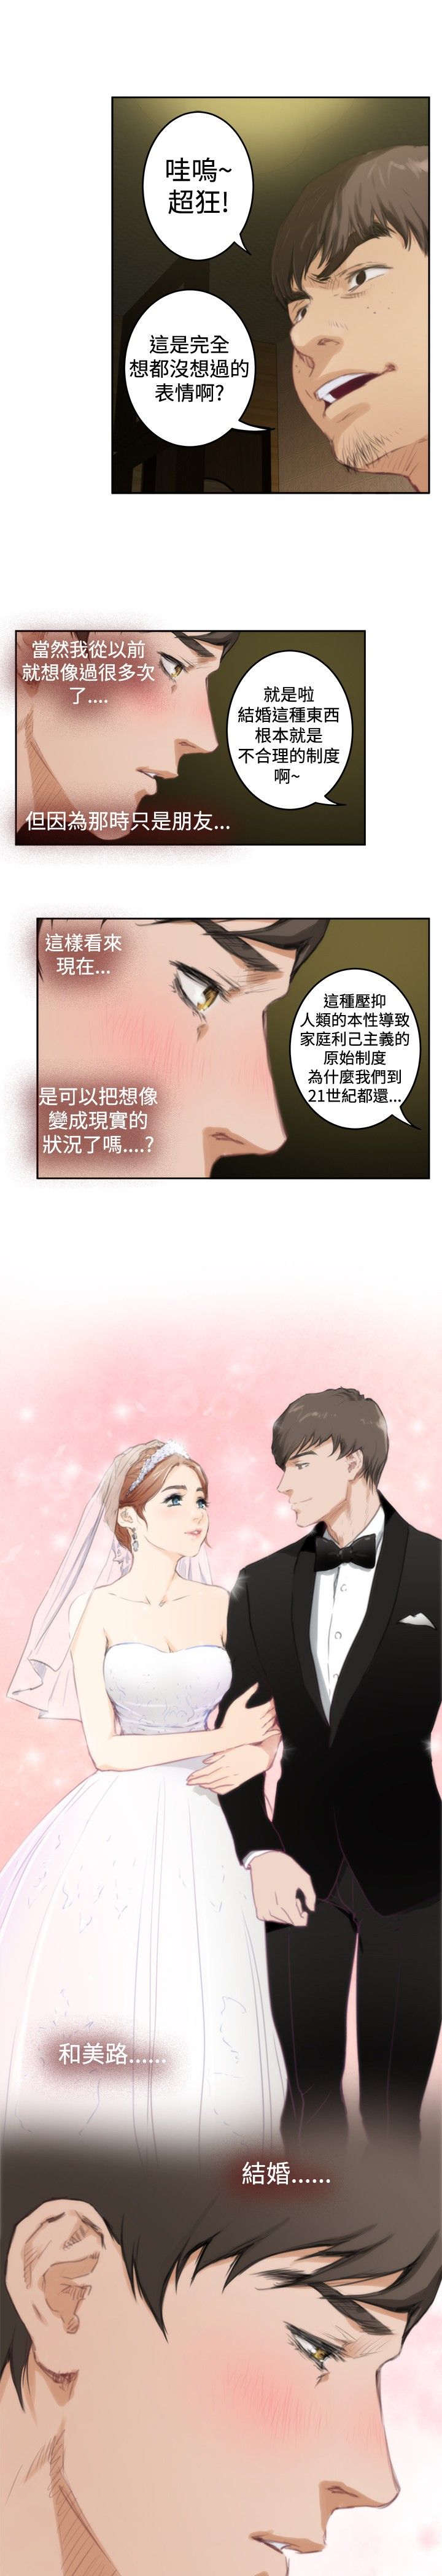 哇嗚~
超狂!
這是完全
想都沒想過的
表情啊?
當然我從以前
就想像過很多次
了....
就是啦
結婚這種東西
根本就是
不合理的制度
啊~
但因為那時只是朋友...
這樣看來
現在...
這種壓抑
人類的本性導致
家庭利己主義的
原始制度
為什麼我們到
21世紀都還...
是可以把想像
變成現實的
狀況了嗎....?
和美路......
結婚......